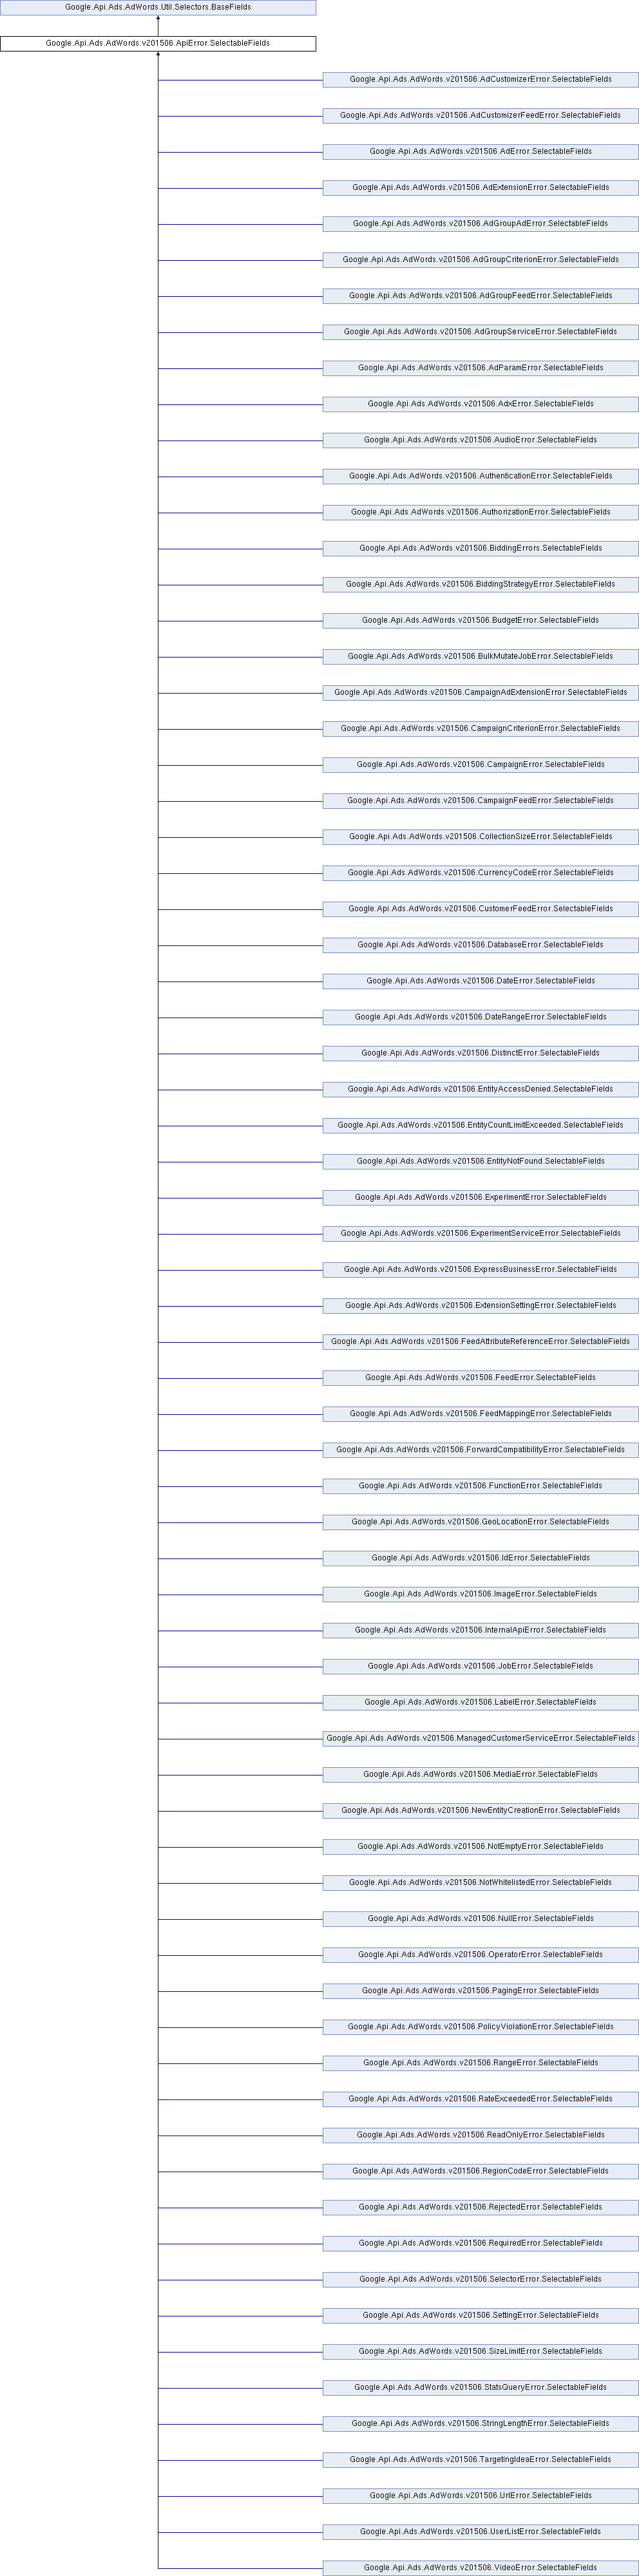 Google.Api.Ads.AdWords.Util.Selectors.BaseFields
Google.Api.Ads.AdWords.v201506.ApiError.SelectableFields
Google.Api.Ads.AdWords.v201506.AdCustomizerError.SelectableFields
Google.Api.Ads.AdWords.v201506.AdCustomizerFeedError.SelectableFields
Google.Api.Ads.AdWords.v201506.AdError.SelectableFields
Google.Api.Ads.AdWords.v201506.AdExtensionError.SelectableFields
Google.Api.Ads.AdWords.v201506.AdGroupAdError.SelectableFields
Google.Api.Ads.AdWords.v201506.AdGroupCriterionError.SelectableFields
Google.Api.Ads.AdWords.v201506.AdGroupFeedError.SelectableFields
Google.Api.Ads.AdWords.v201506.AdGroupServiceError.SelectableFields
Google.Api.Ads.AdWords.v201506.AdParamError.SelectableFields
Google.Api.Ads.AdWords.v201506.AdxError.SelectableFields
Google.Api.Ads.AdWords.v201506.AudioError.SelectableFields
Google.Api.Ads.AdWords.v201506.AuthenticationError.SelectableFields
Google.Api.Ads.AdWords.v201506.AuthorizationError.SelectableFields
Google.Api.Ads.AdWords.v201506.BiddingErrors.SelectableFields
Google.Api.Ads.AdWords.v201506.BiddingStrategyError.SelectableFields
Google.Api.Ads.AdWords.v201506.BudgetError.SelectableFields
Google.Api.Ads.AdWords.v201506.BulkMutateJobError.SelectableFields
Google.Api.Ads.AdWords.v201506.CampaignAdExtensionError.SelectableFields
Google.Api.Ads.AdWords.v201506.CampaignCriterionError.SelectableFields
Google.Api.Ads.AdWords.v201506.CampaignError.SelectableFields
Google.Api.Ads.AdWords.v201506.CampaignFeedError.SelectableFields
Google.Api.Ads.AdWords.v201506.CollectionSizeError.SelectableFields
Google.Api.Ads.AdWords.v201506.CurrencyCodeError.SelectableFields
Google.Api.Ads.AdWords.v201506.CustomerFeedError.SelectableFields
Google.Api.Ads.AdWords.v201506.DatabaseError.SelectableFields
Google.Api.Ads.AdWords.v201506.DateError.SelectableFields
Google.Api.Ads.AdWords.v201506.DateRangeError.SelectableFields
Google.Api.Ads.AdWords.v201506.DistinctError.SelectableFields
Google.Api.Ads.AdWords.v201506.EntityAccessDenied.SelectableFields
Google.Api.Ads.AdWords.v201506.EntityCountLimitExceeded.SelectableFields
Google.Api.Ads.AdWords.v201506.EntityNotFound.SelectableFields
Google.Api.Ads.AdWords.v201506.ExperimentError.SelectableFields
Google.Api.Ads.AdWords.v201506.ExperimentServiceError.SelectableFields
Google.Api.Ads.AdWords.v201506.ExpressBusinessError.SelectableFields
Google.Api.Ads.AdWords.v201506.ExtensionSettingError.SelectableFields
Google.Api.Ads.AdWords.v201506.FeedAttributeReferenceError.SelectableFields
Google.Api.Ads.AdWords.v201506.FeedError.SelectableFields
Google.Api.Ads.AdWords.v201506.FeedMappingError.SelectableFields
Google.Api.Ads.AdWords.v201506.ForwardCompatibilityError.SelectableFields
Google.Api.Ads.AdWords.v201506.FunctionError.SelectableFields
Google.Api.Ads.AdWords.v201506.GeoLocationError.SelectableFields
Google.Api.Ads.AdWords.v201506.IdError.SelectableFields
Google.Api.Ads.AdWords.v201506.ImageError.SelectableFields
Google.Api.Ads.AdWords.v201506.InternalApiError.SelectableFields
Google.Api.Ads.AdWords.v201506.JobError.SelectableFields
Google.Api.Ads.AdWords.v201506.LabelError.SelectableFields
Google.Api.Ads.AdWords.v201506.ManagedCustomerServiceError.SelectableFields
Google.Api.Ads.AdWords.v201506.MediaError.SelectableFields
Google.Api.Ads.AdWords.v201506.NewEntityCreationError.SelectableFields
Google.Api.Ads.AdWords.v201506.NotEmptyError.SelectableFields
Google.Api.Ads.AdWords.v201506.NotWhitelistedError.SelectableFields
Google.Api.Ads.AdWords.v201506.NullError.SelectableFields
Google.Api.Ads.AdWords.v201506.OperatorError.SelectableFields
Google.Api.Ads.AdWords.v201506.PagingError.SelectableFields
Google.Api.Ads.AdWords.v201506.PolicyViolationError.SelectableFields
Google.Api.Ads.AdWords.v201506.RangeError.SelectableFields
Google.Api.Ads.AdWords.v201506.RateExceededError.SelectableFields
Google.Api.Ads.AdWords.v201506.ReadOnlyError.SelectableFields
Google.Api.Ads.AdWords.v201506.RegionCodeError.SelectableFields
Google.Api.Ads.AdWords.v201506.RejectedError.SelectableFields
Google.Api.Ads.AdWords.v201506.RequiredError.SelectableFields
Google.Api.Ads.AdWords.v201506.SelectorError.SelectableFields
Google.Api.Ads.AdWords.v201506.SettingError.SelectableFields
Google.Api.Ads.AdWords.v201506.SizeLimitError.SelectableFields
Google.Api.Ads.AdWords.v201506.StatsQueryError.SelectableFields
Google.Api.Ads.AdWords.v201506.StringLengthError.SelectableFields
Google.Api.Ads.AdWords.v201506.TargetingIdeaError.SelectableFields
Google.Api.Ads.AdWords.v201506.UrlError.SelectableFields
Google.Api.Ads.AdWords.v201506.UserListError.SelectableFields
Google.Api.Ads.AdWords.v201506.VideoError.SelectableFields